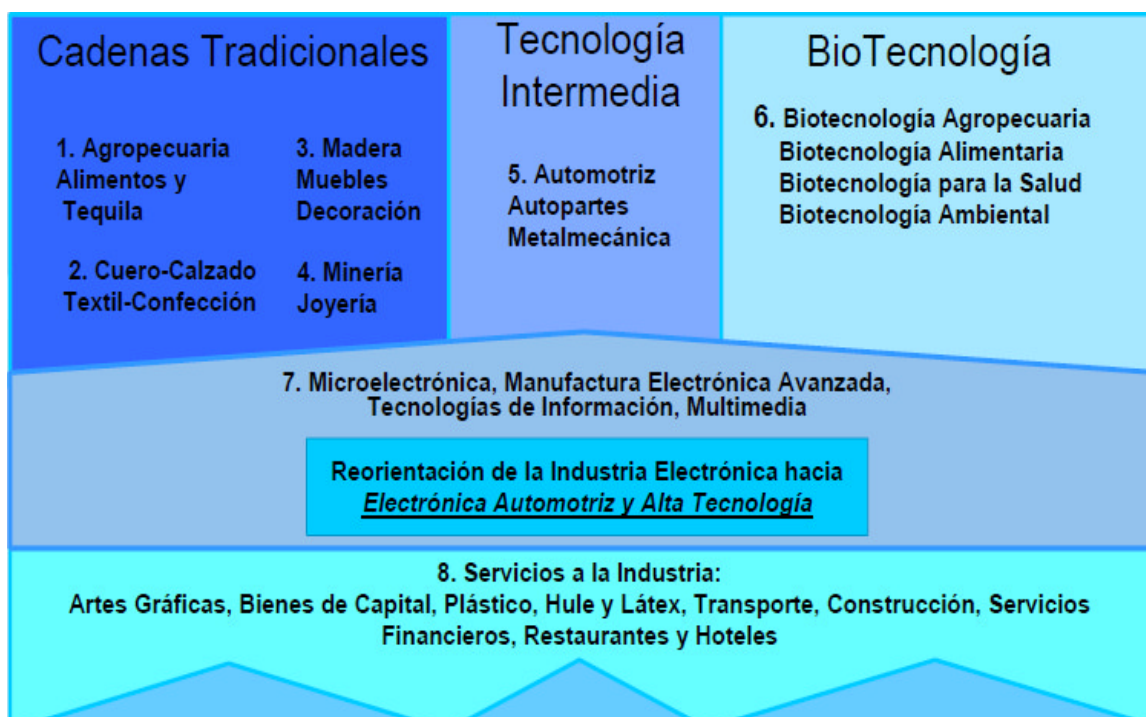 Cadenas Tradicionales
1. Agropecuaria
Alimentos y
Tequila
2. Cuero-Calzado
Textil-Confección
3. Madera
Muebles
Decoración
4. Minería
Joyería
Tecnología
Intermedia
5. Automotriz
Autopartes
Metalmecánica
BioTecnología
6. Biotecnología Agropecuaria
Biotecnología Alimentaria
Biotecnología para la Salud
Biotecnología Ambiental
7. Microelectrónica, Manufactura Electrónica Avanzada,
Tecnologías de Información, Multimedia
Reorientación de la Industria Electrónica hacia
Electrónica Automotriz y Alta Tecnología
8. Servicios a la Industria:
Artes Gráficas, Bienes de Capital, Plástico, Hule y Látex, Transporte, Construcción, Servicios
Financieros, Restaurantes y Hoteles